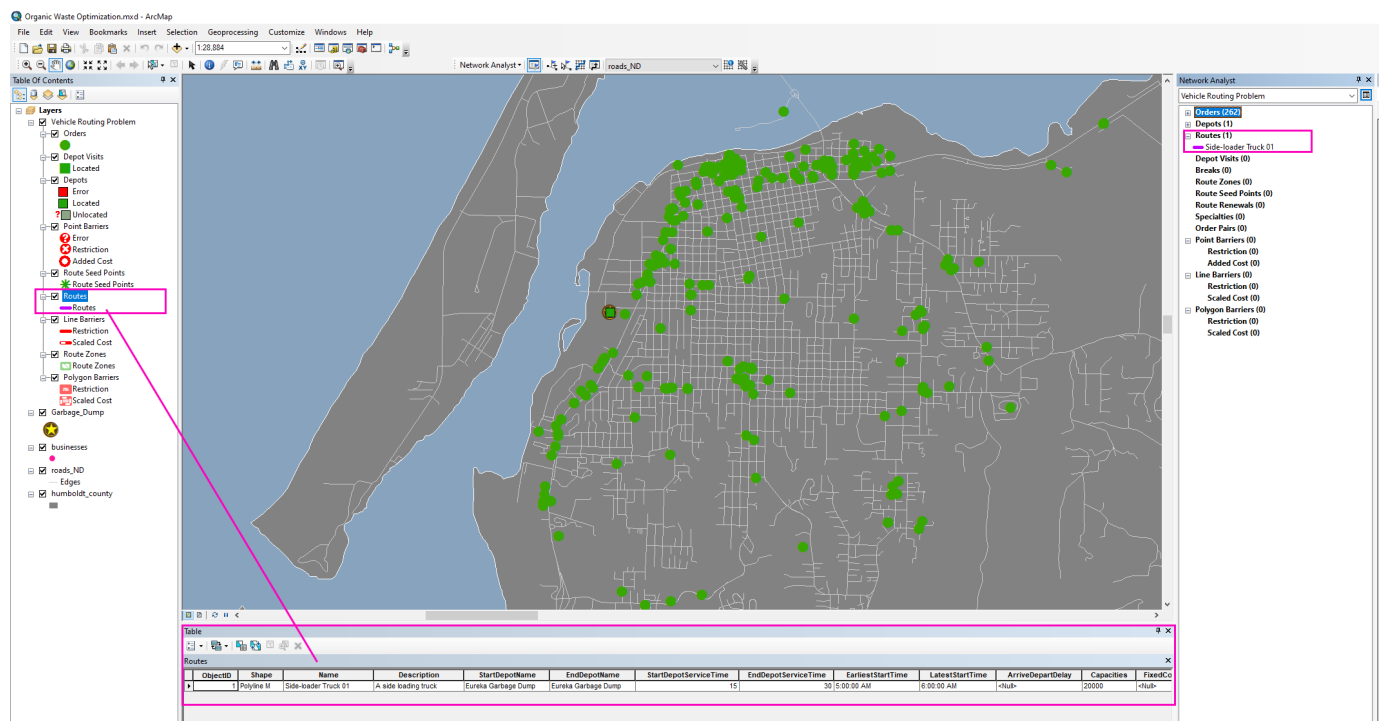 Organic Waste Optimization.mxd - ArcMap
File Edit View Bookmarks Insert Selection Geoprocessing Customize Windows Help
1:28,884
Network Analyst roads_ND
Table Of Contents
Layers
Vehicle Routing Problem
Orders
Depot Visits
Located
Depots
Error
Located
? Unlocated
Point Barriers
Error
Restriction
Added Cost
Route Seed Points
Route Seed Points
Routes
Routes
Line Barriers
Restriction
Scaled Cost
Route Zones
Route Zones
Polygon Barriers
Restriction
Scaled Cost
Garbage_Dump
businesses
roads_ND
Edges
humboldt_county
Network Analyst
Vehicle Routing Problem
Orders (262)
Depots (1)
Routes (1)
Side-loader Truck 01
Depot Visits (0)
Breaks (0)
Route Zones (0)
Route Seed Points (0)
Route Renewals (0)
Specialties (0)
Order Pairs (0)
Point Barriers (0)
Restriction (0)
Added Cost (0)
Line Barriers (0)
Restriction (0)
Scaled Cost (0)
Polygon Barriers (0)
Restriction (0)
Scaled Cost (0)
Table
Routes
ObjectID Shape Name Description StartDepotName EndDepotName StartDepotServiceTime EndDepotServiceTime EarliestStartTime LatestStartTime ArriveDepartDelay Capacities FixedCo
1 Polyline M Side-loader Truck 01 A side loading truck Eureka Garbage Dump Eureka Garbage Dump 15 30 5:00:00 AM 6:00:00 AM <Null> 20000 <Null>